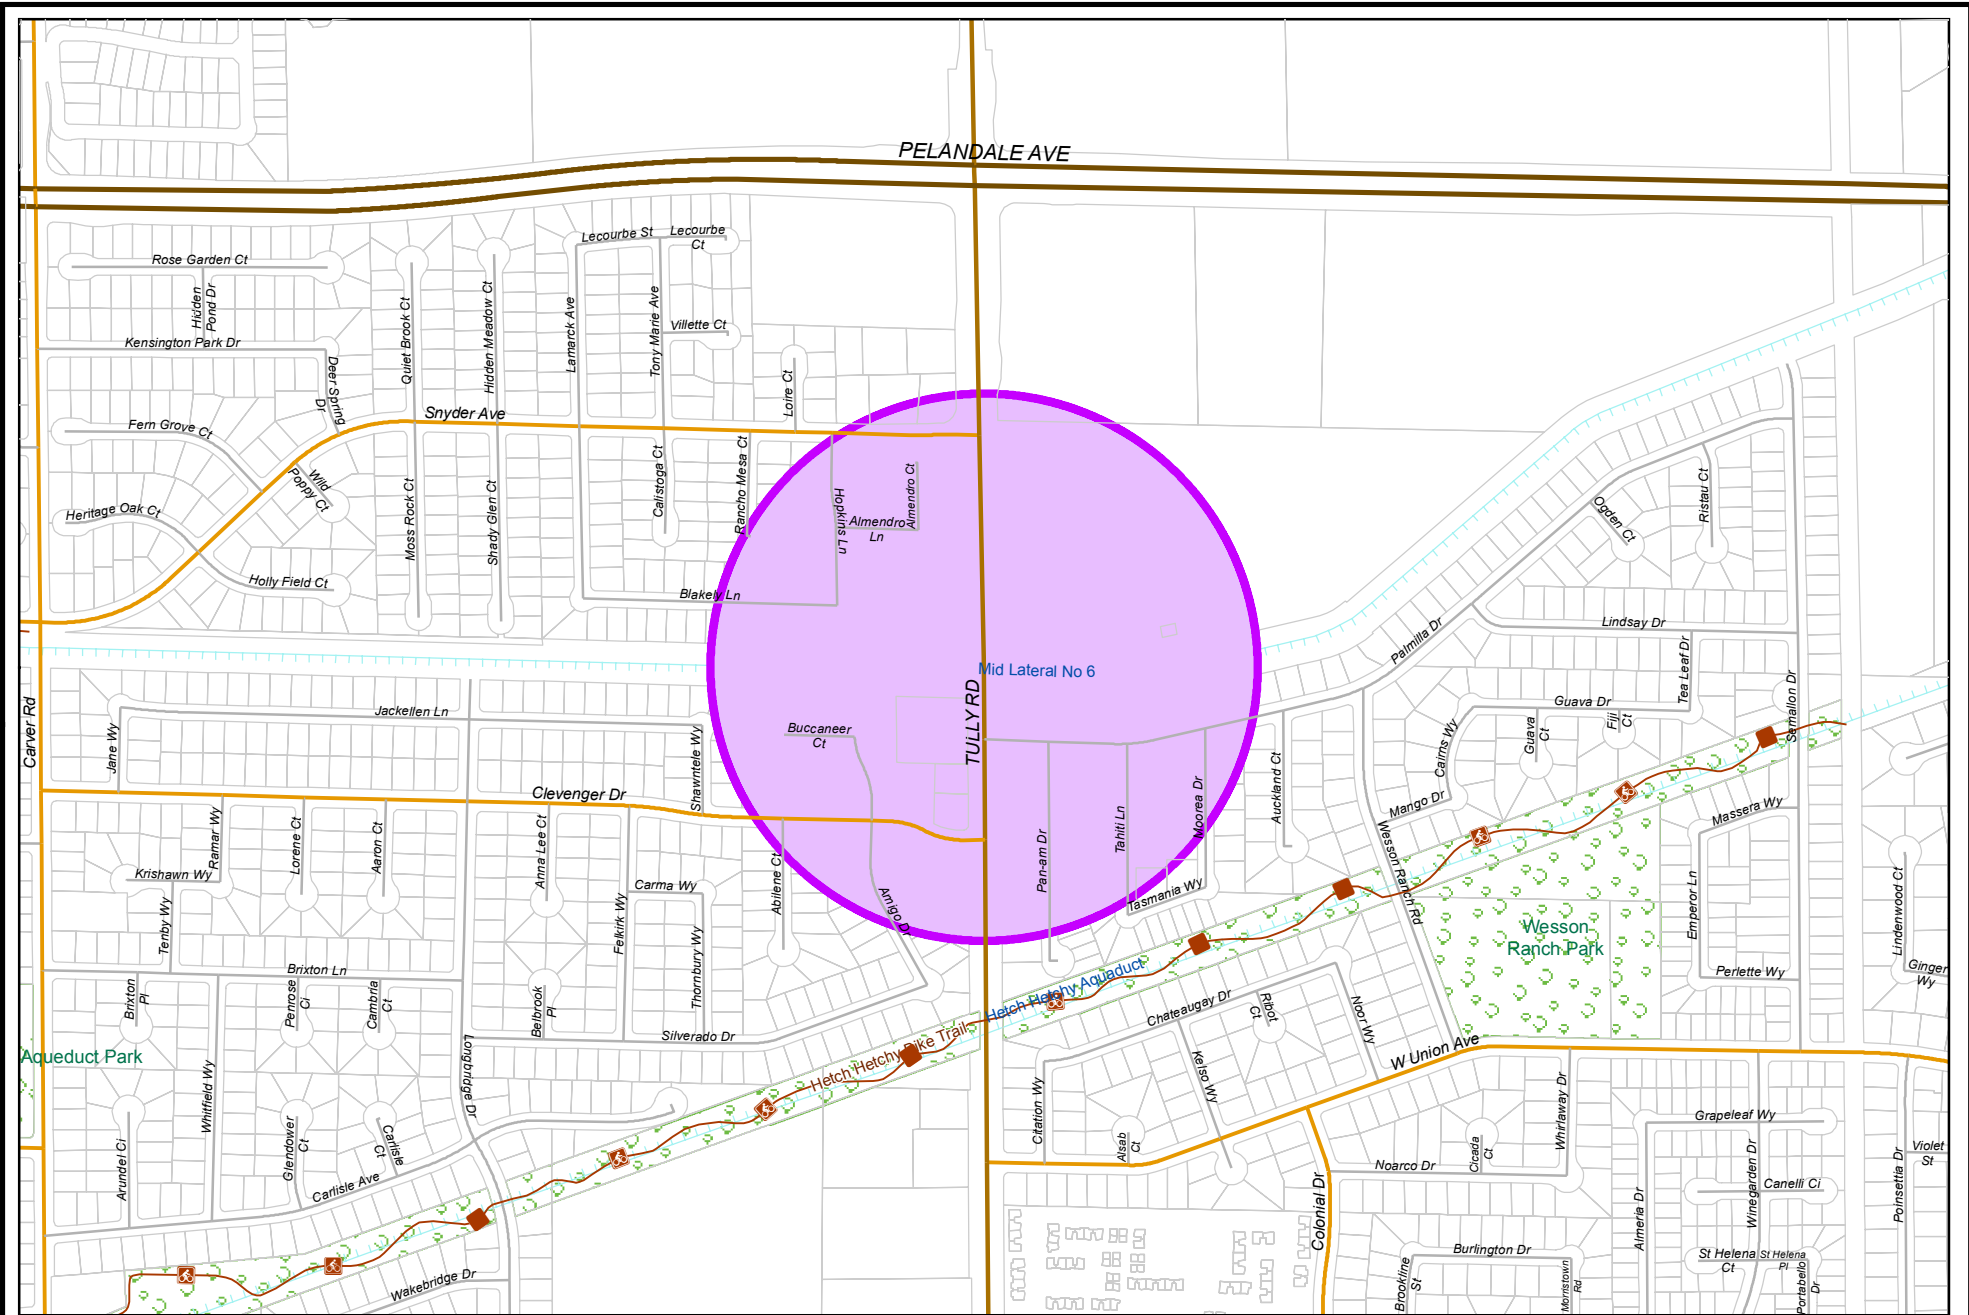 PELANDALE AVE
Lecourbe St
Lecourbe
Ct
Rose Garden Ct
Hidden
Pond Dr
Quiet Brook Ct
Hidden Meadow Ct
Lamarck Ave
Tony Marie Ave
Villette Ct
Kensington Park Dr
Deer Spring
Dr
Loire Ct
Snyder Ave
Fern Grove Ct
Wild
Poppy Ct
Heritage Oak Ct
Moss Rock Ct
Shady Glen Ct
Calistoga Ct
Rancho Mesa Ct
Hopkins Ln
Almendro Ct
Almendro
Ln
Ogden Ct
Ristau Ct
Holly Field Ct
Blakely Ln
Palmilla Dr
Lindsay Dr
Tea Leaf Dr
Mid Lateral No 6
TULLY RD
Carver Rd
Jackellen Ln
Jane Wy
Shawntele Wy
Buccaneer
Ct
Guava Dr
Guava
Ct
Fiji
Ct
Semallon Dr
Cairns Wy
Auckland Ct
Moorea Dr
Tahiti Ln
Pan-am Dr
Mango Dr
Massera Wy
Clevenger Dr
Ramar Wy
Lorene Ct
Aaron Ct
Anna Lee Ct
Krishawn Wy
Tenby Wy
Felkirk Wy
Carma Wy
Abilene Ct
Amigo Dr
Tasmania Wy
Wesson Ranch Rd
Wesson
Ranch Park
Emperor Ln
Lindenwood Ct
Ginger
Wy
Perlette Wy
Thornbury Wy
Brixton Ln
Brixton
Pl
Penrose
Ci
Cambria
Ct
Belbrook
Pl
Silverado Dr
Hetch Hetchy Aquaduct
Hetch Hetchy Bike Trail
Chateaugay Dr
Ribot
Ct
Noor Wy
W Union Ave
Aqueduct Park
Whitfield Wy
Longbridge Dr
Kelso Wy
Citation Wy
Alsab
Ct
Whirlaway Dr
Cicada
Ct
Noarco Dr
Grapeleaf Wy
Violet
St
Poinsettia Dr
Winegarden Dr
Canelli Ci
Almeria Dr
Arundel Ci
Glendower
Ct
Carlisle
Ct
Carlisle Ave
Colonial Dr
Burlington Dr
Brookline
St
Morristown
Rd
St Helena
Ct
St Helena
Pl
Portabello
Dr
Wakebridge Dr